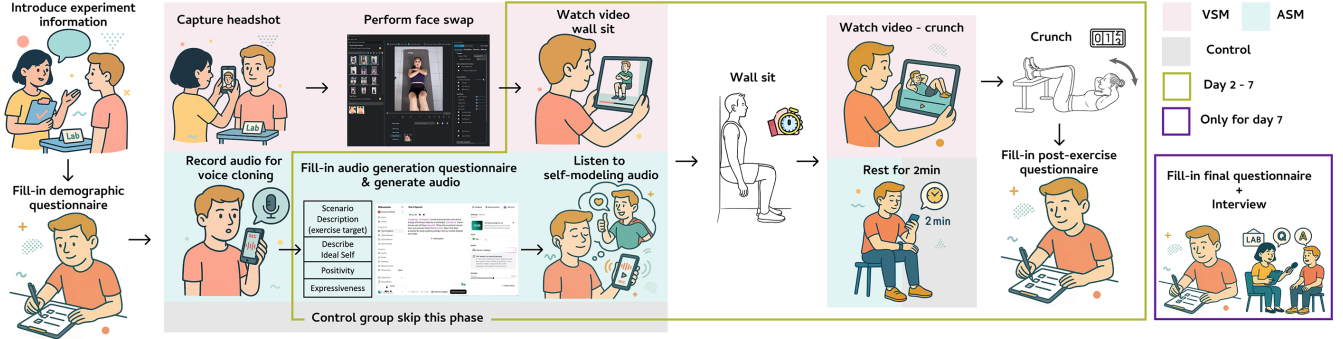 Introduce experiment
information
Lab
Fill-in demographic
questionnaire
Capture headshot
Lab
Perform face swap
Watch video
wall sit
Record audio for
voice cloning
REC
Fill-in audio generation questionnaire
& generate audio
Scenario
Description
(exercise target)
Describe
Ideal Self
Positivity
Expressiveness
Listen to
self-modeling audio
REC
Control group skip this phase
Wall sit
Watch video - crunch
Rest for 2min
2 min
Crunch
Fill-in post-exercise
questionnaire
VSM
ASM
Control
Day 2 - 7
Only for day 7
Fill-in final questionnaire
+
Interview
LAB
Q
A